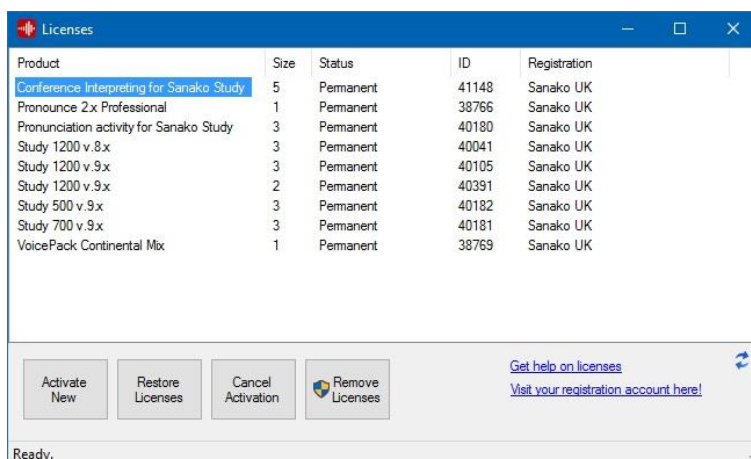 Licenses
Product Size Status ID Registration
Conference Interpreting for Sanako Study 5 Permanent 41148 Sanako UK
Pronounce 2.x Professional 1 Permanent 38766 Sanako UK
Pronunciation activity for Sanako Study 3 Permanent 40180 Sanako UK
Study 1200 v.8.x 3 Permanent 40041 Sanako UK
Study 1200 v.9.x 3 Permanent 40105 Sanako UK
Study 1200 v.9.x 2 Permanent 40391 Sanako UK
Study 500 v.9.x 3 Permanent 40182 Sanako UK
Study 700 v.9.x 3 Permanent 40181 Sanako UK
VoicePack Continental Mix 1 Permanent 38769 Sanako UK
Activate
New
Restore
Licenses
Cancel
Activation
Remove
Licenses
Get help on licenses
Visit your registration account here!
Ready.